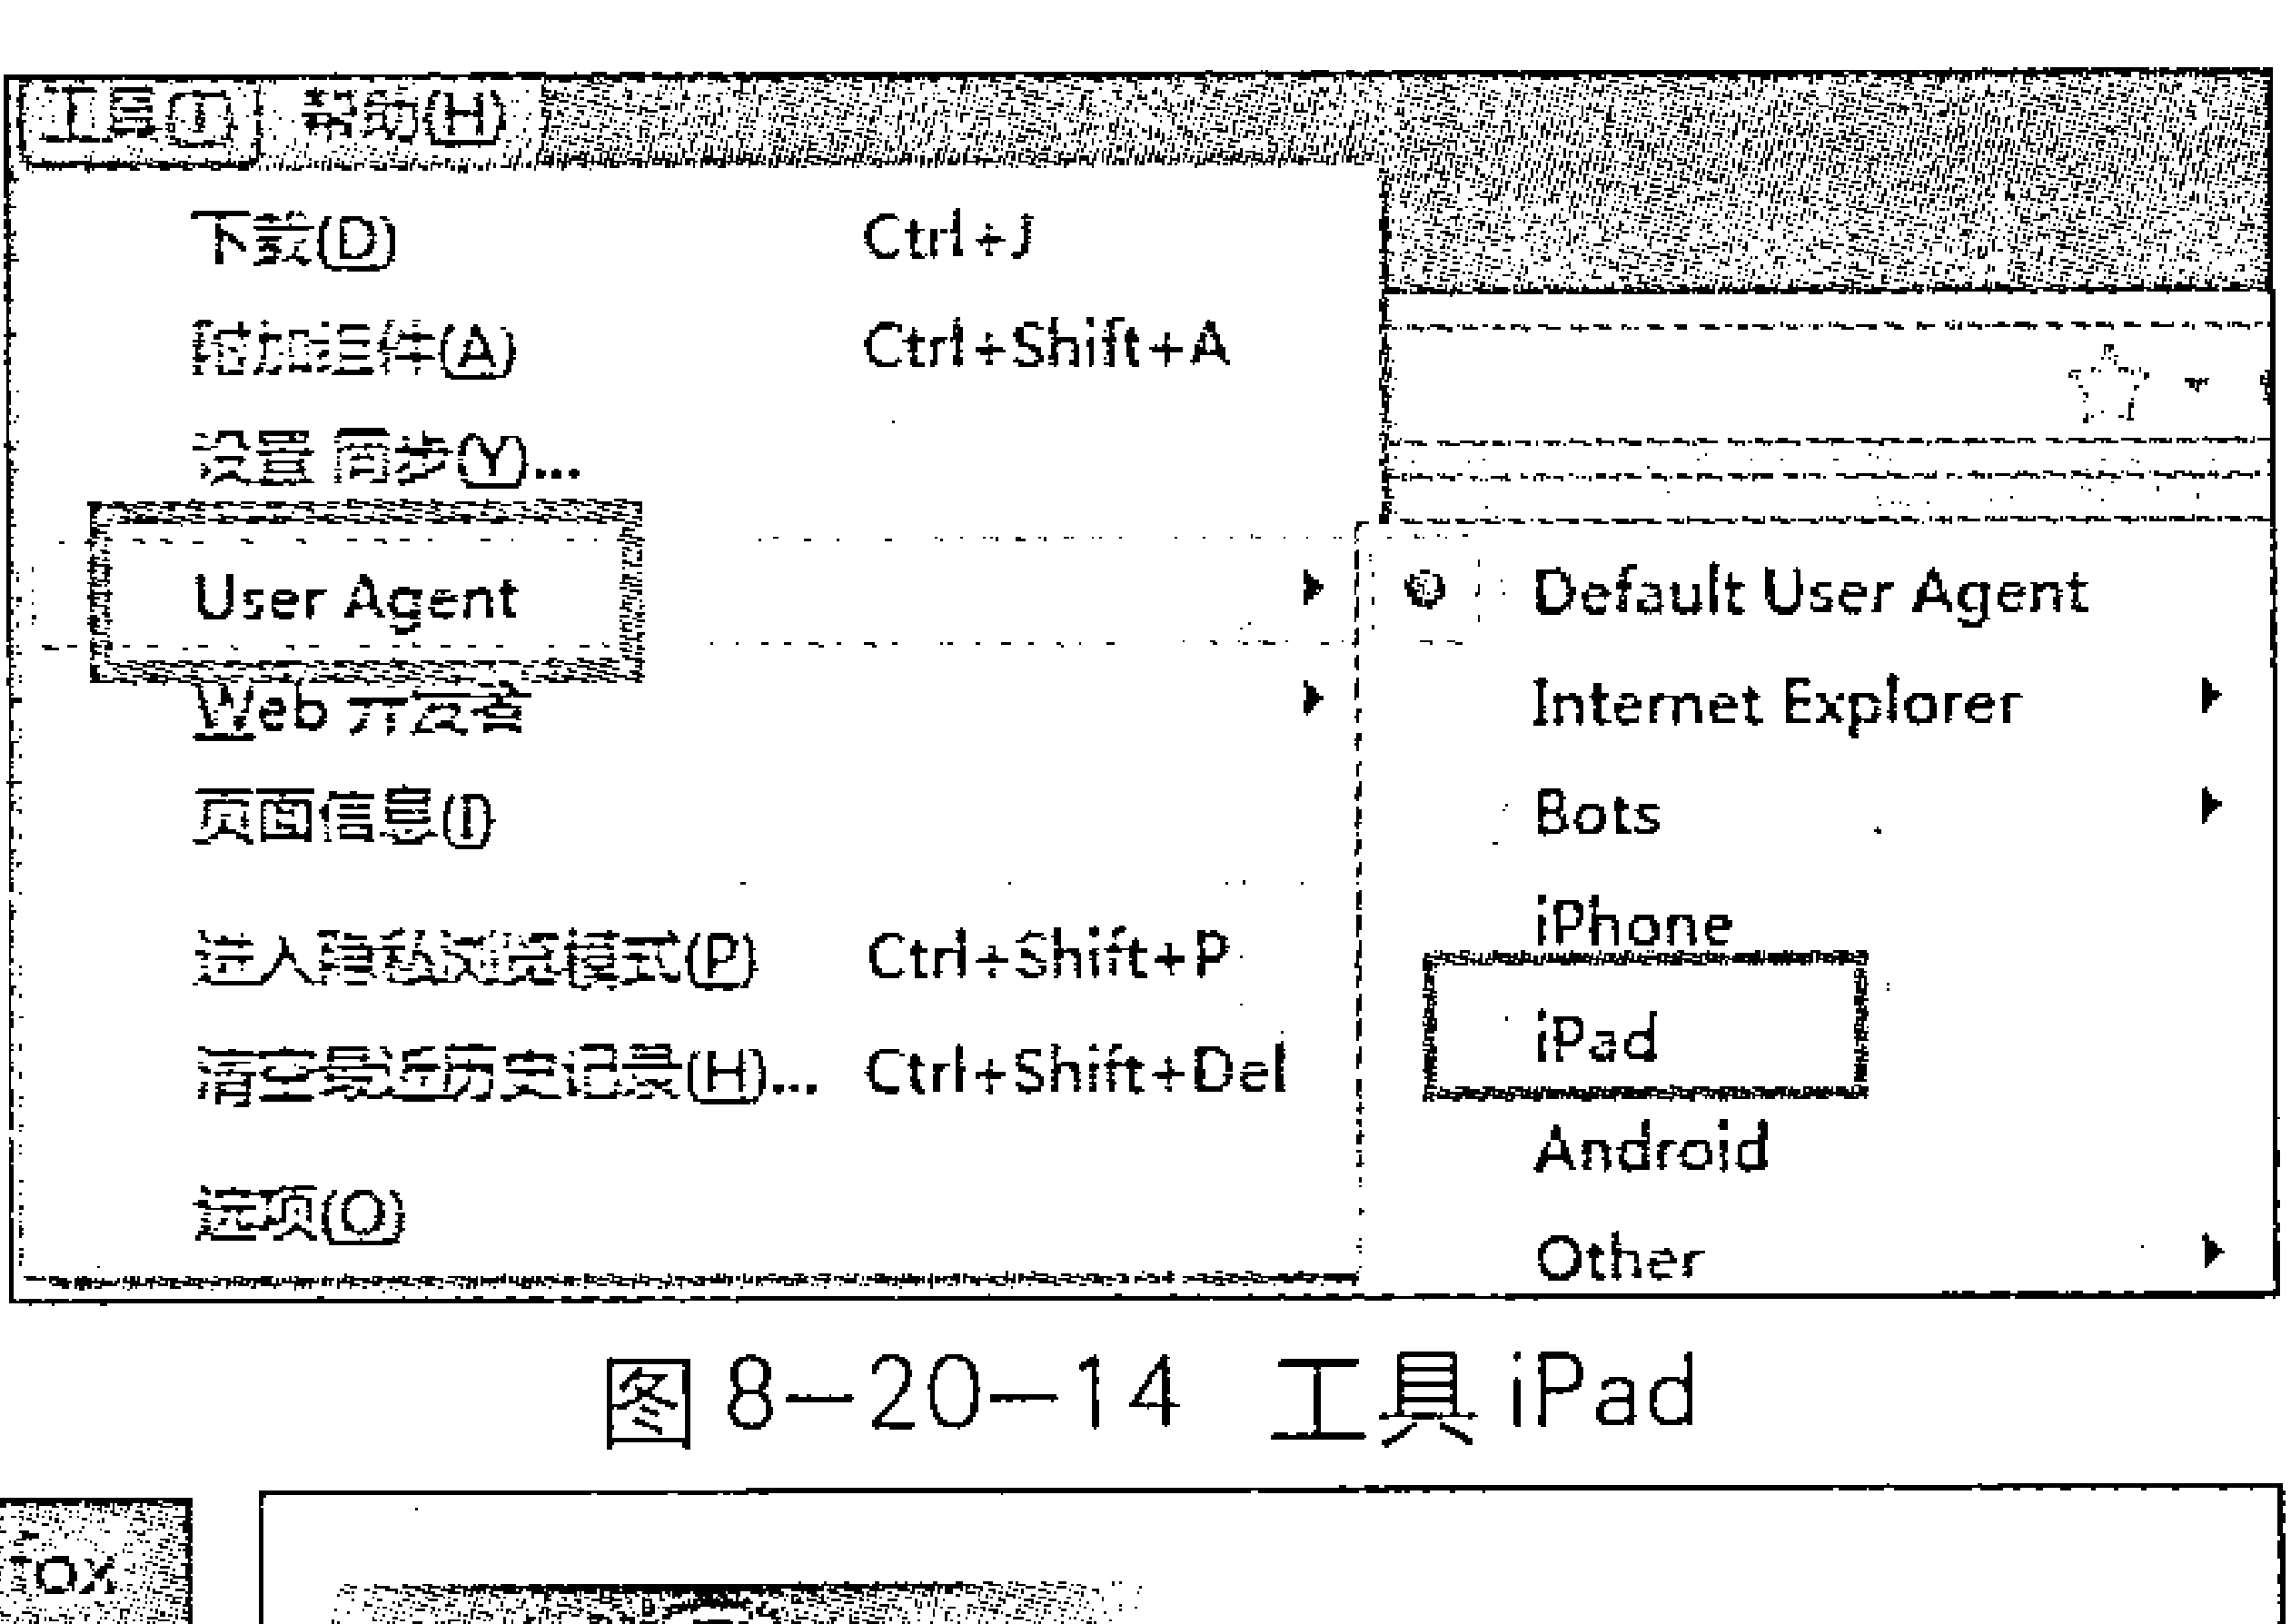 工具(T) 帮助(H)
下载(D) Ctrl+J
附加组件(A) Ctrl+Shift+A
设置 同步(Y)...
User Agent
Web 开发者
页面信息(I)
进入隐私浏览模式(P) Ctrl+Shift+P
清空最近历史记录(H)... Ctrl+Shift+Del
选项(O)
Default User Agent
Internet Explorer
Bots
iPhone
iPad
Android
Other
图 8-20-14 工具 iPad